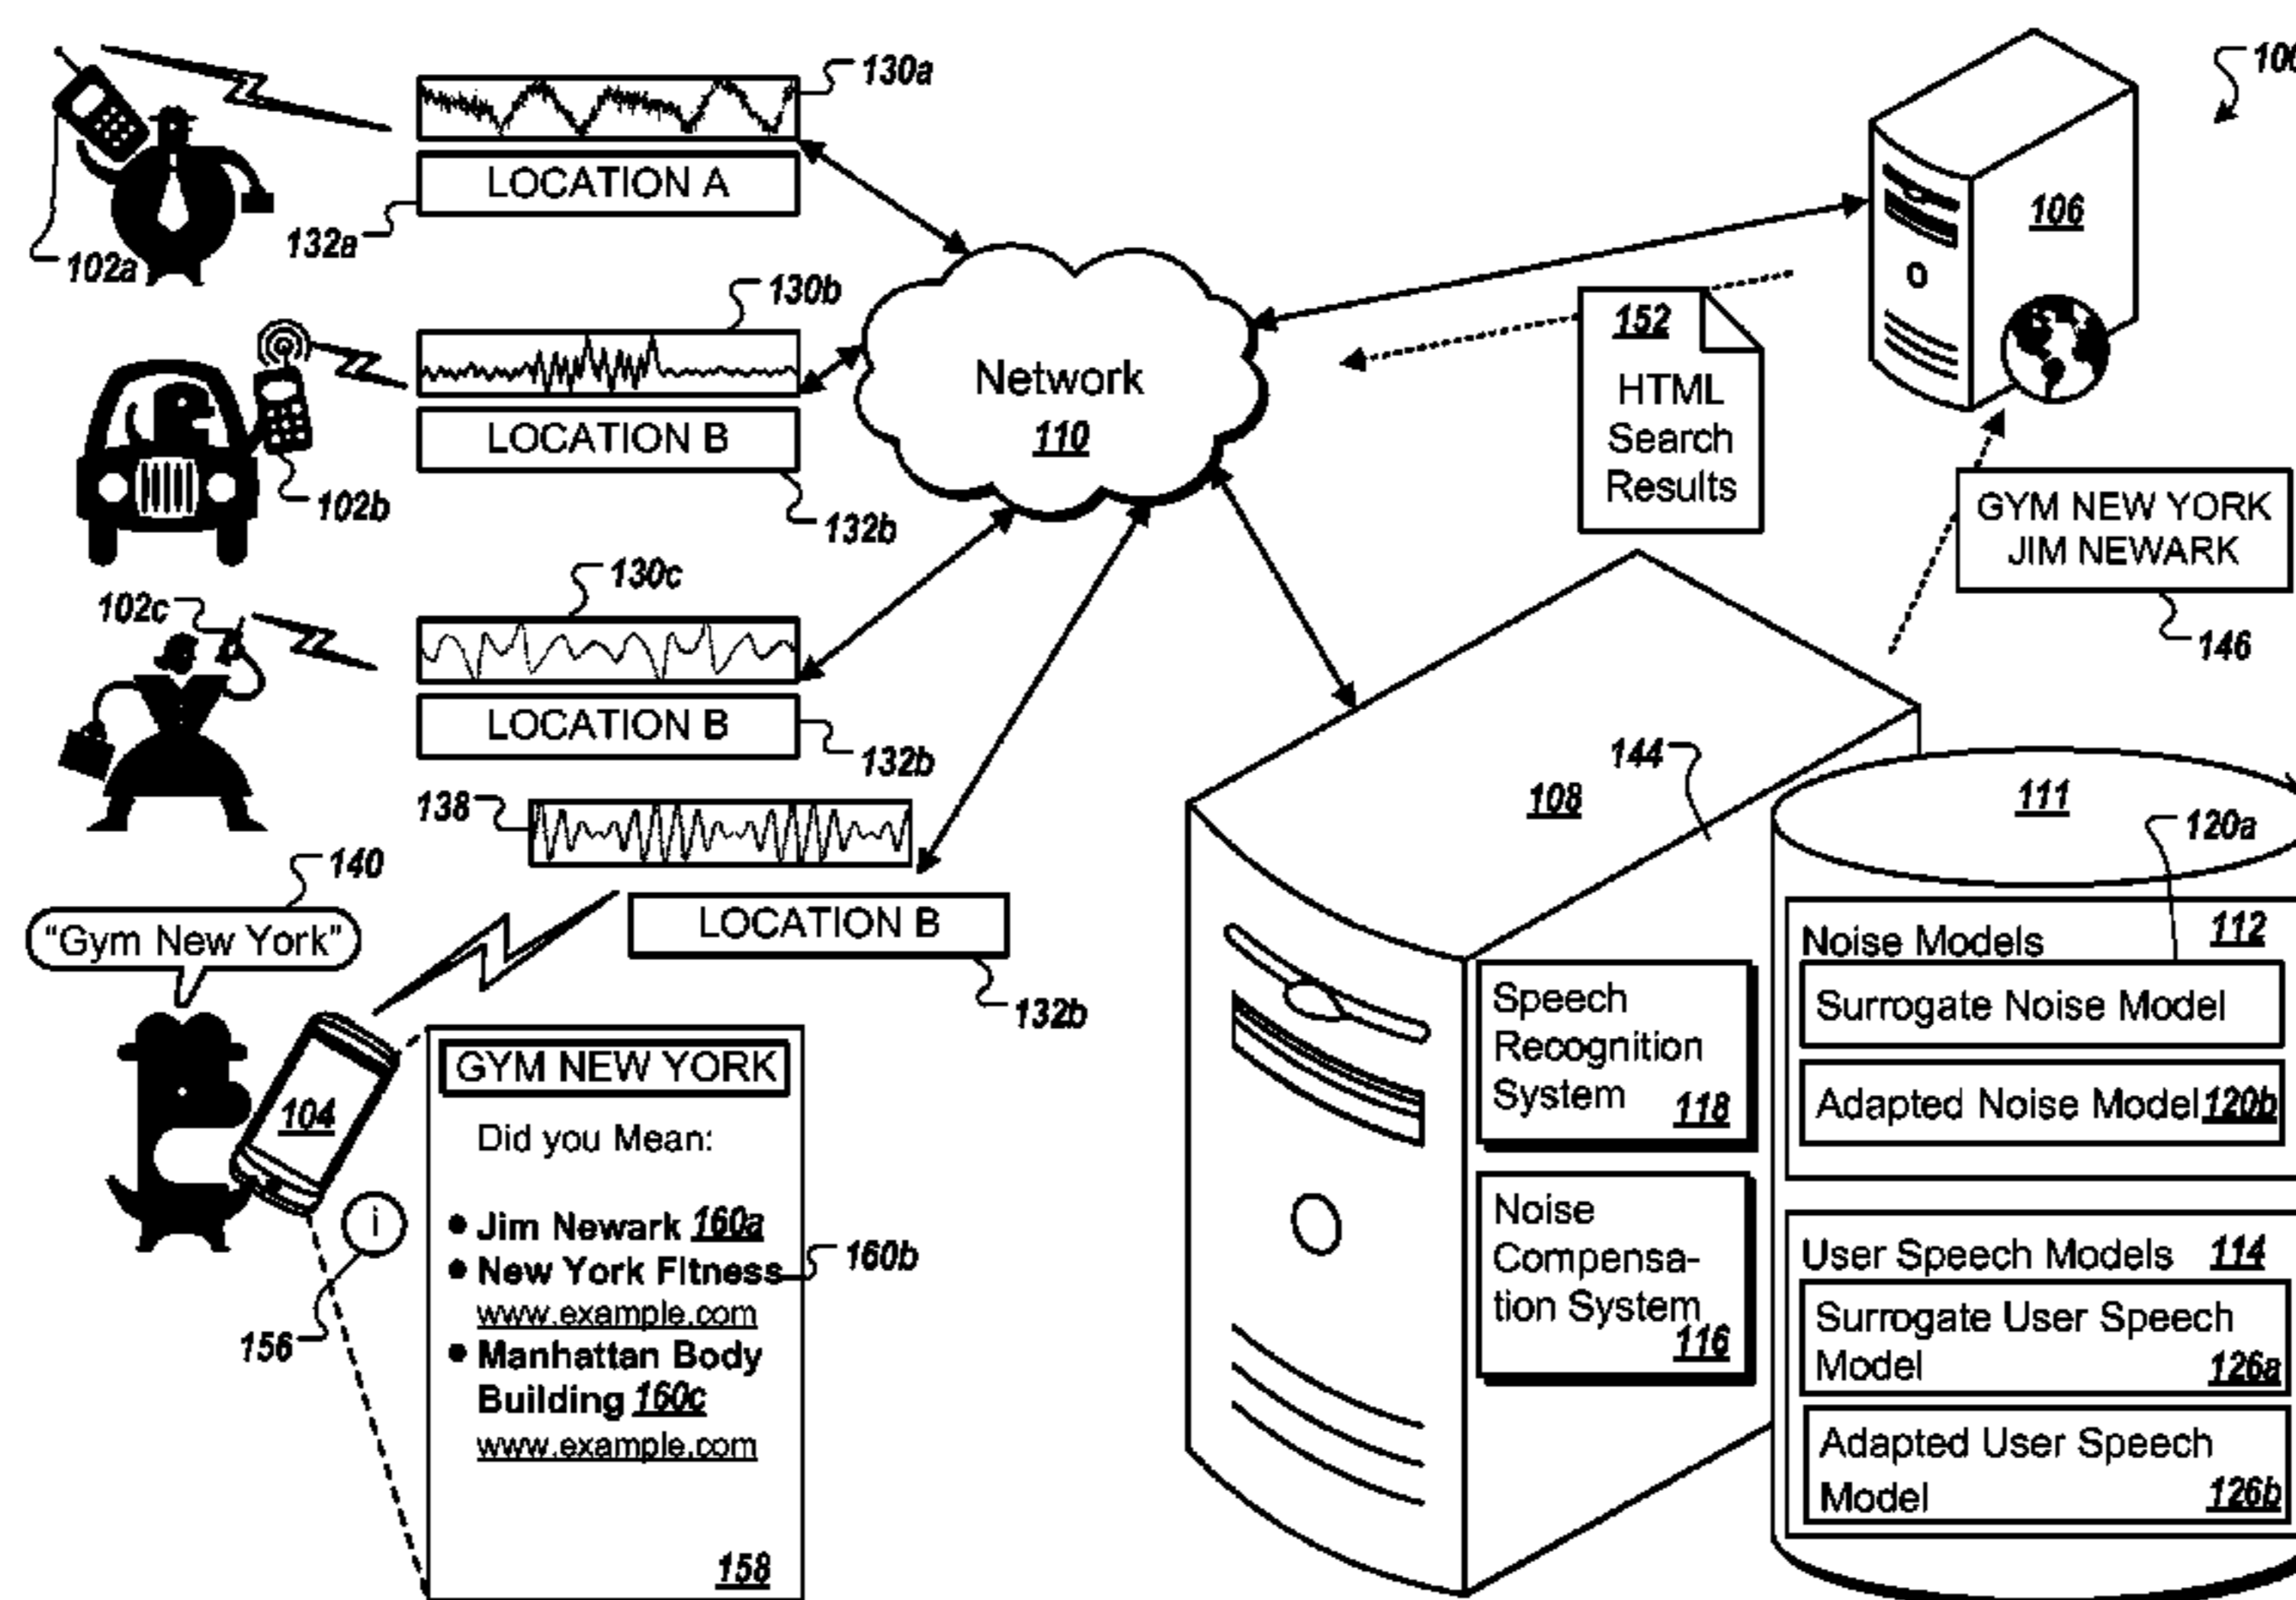 130a
100
LOCATION A
106
132a
102a
130b
152
HTML
Search
Results
Network
110
LOCATION B
102b
132b
GYM NEW YORK
JIM NEWARK
146
130c
102c
LOCATION B
132b
144
108
111
138
120a
140
"Gym New York"
LOCATION B
132b
Noise Models 112
Surrogate Noise Model
Adapted Noise Model 120b
Speech
Recognition
System 118
104
GYM NEW YORK
Did you Mean:
i
156
• Jim Newark 160a
• New York Fitness
160b
www.example.com
• Manhattan Body
Building 160c
www.example.com
158
Noise
Compensa-
tion System
116
User Speech Models 114
Surrogate User Speech
Model 126a
Adapted User Speech
Model 126b